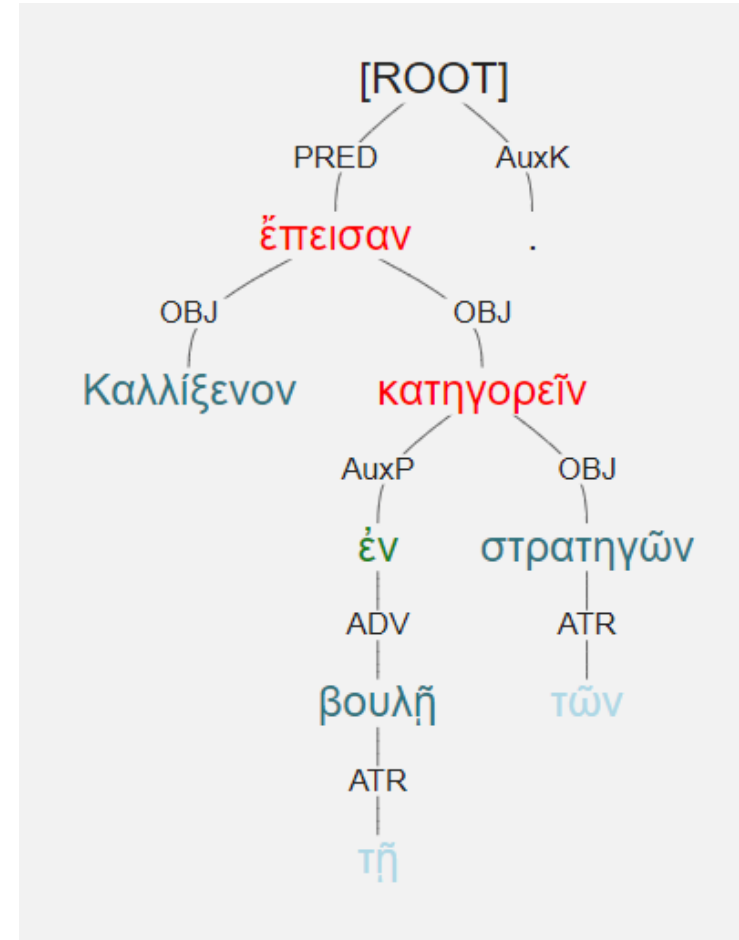 [ROOT]
PRED AuxK
ἔπεισαν .
OBJ OBJ
Καλλίξενον κατηγορεῖν
AuxP OBJ
ἐν στρατηγῶν
ADV ATR
βουλῇ τῶν
ATR
τῇ